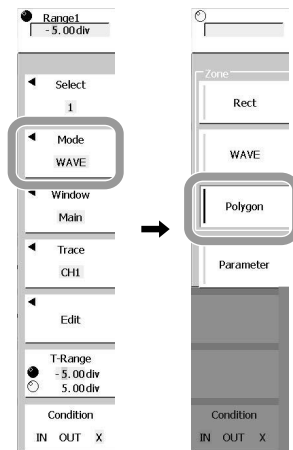 Range1
-5.00div
Select
1
Mode
WAVE
Window
Main
Trace
CH1
Edit
T-Range
-5.00div
5.00div
Condition
IN OUT X
Zone
Rect
WAVE
Polygon
Parameter
Condition
IN OUT X